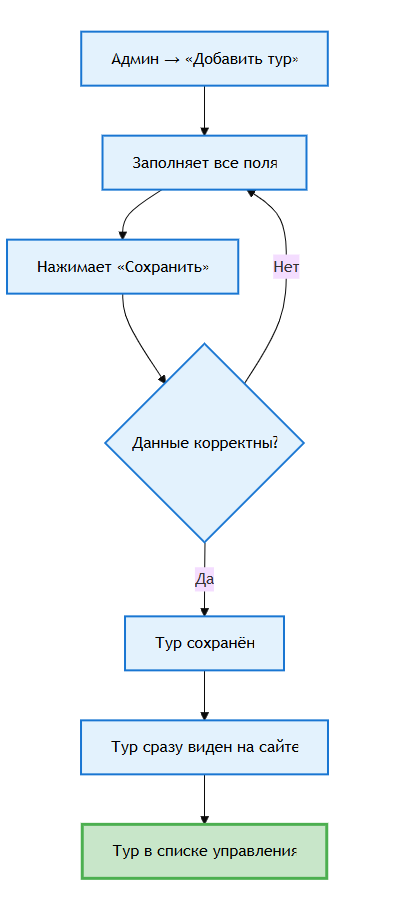 Админ → «Добавить тур»
Заполняет все поля
Нажимает «Сохранить»
Нет
Данные корректны?
Да
Тур сохранён
Тур сразу виден на сайте
Тур в списке управления